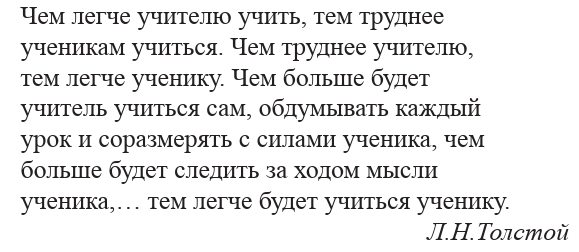 Чем легче учителю учить, тем труднее
ученикам учиться. Чем труднее учителю,
тем легче ученику. Чем больше будет
учитель учиться сам, обдумывать каждый
урок и соразмерять с силами ученика, чем
больше будет следить за ходом мысли
ученика,… тем легче будет учиться ученику.
Л.Н.Толстой